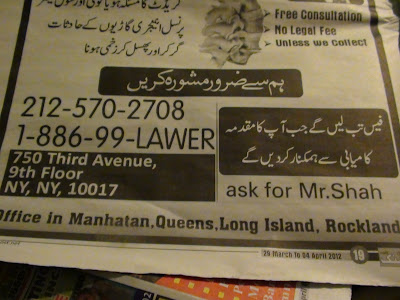 Free Consultation
No Legal Fee
Unless we Collect
پرسنل انجری گاڑیوں کے حادثات
گر کر اور پھسل کر زخمی ہونا
ہم سے ضرور مشورہ کریں
212-570-2708
1-886-99-LAWER
750 Third Avenue,
9th Floor
NY, NY, 10017
فیس تب لیں گے جب آپ کا مقدمہ
کامیابی سے ہمکنار کر دیں گے
ask for Mr.Shah
Office in Manhatan,Queens,Long Island, Rockland
29 March to 04 April 2012
19